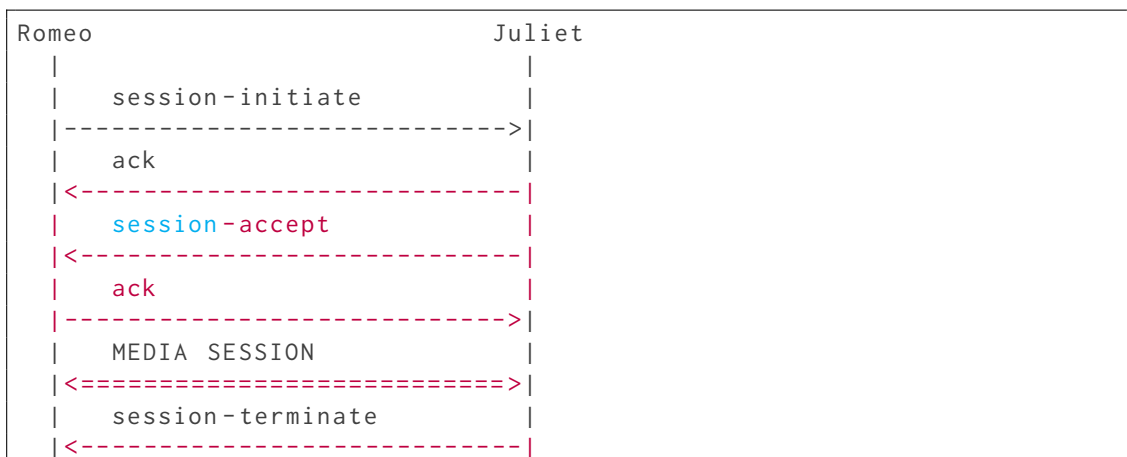 Romeo                         Juliet
  |                             |
  |   session-initiate          |
  |---------------------------->|
  |   ack                       |
  |<----------------------------|
  |   session-accept            |
  |<----------------------------|
  |   ack                       |
  |---------------------------->|
  |   MEDIA SESSION             |
  |<===========================>|
  |   session-terminate         |
  |<----------------------------|